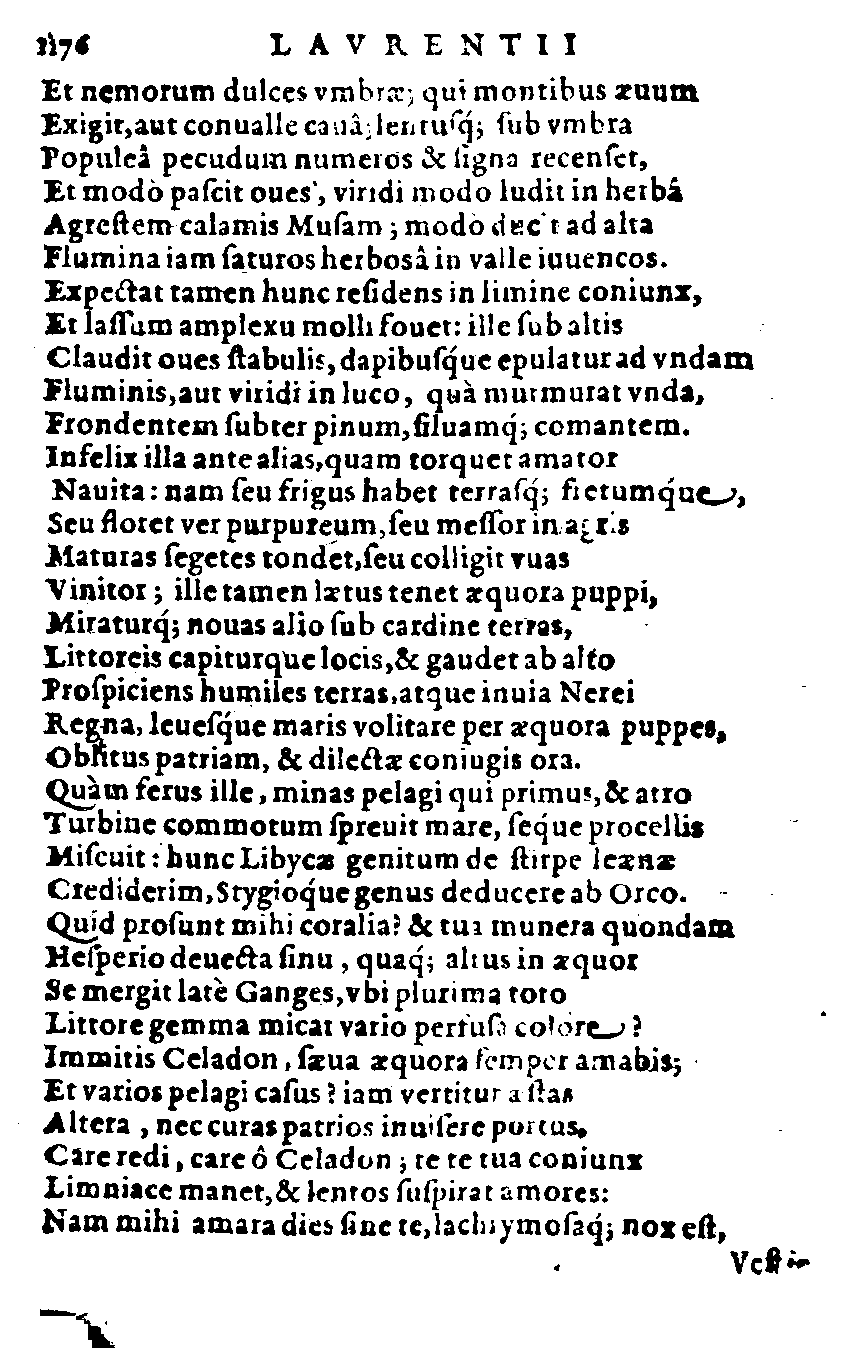 1176 LAVRENTII
Et nemorum dulces vmbræ; qui montibus æuum
Exigit, aut conualle cauâ; lentusq́; ſub vmbra
Populeâ pecudum numeros & ſigna recenſet,
Et modò paſcit oues, viridi modo ludit in herbâ
Agreſtem calamis Muſam; modò ad alta
Flumina iam ſaturos herboſâ in valle iuuencos.
Expectat tamen hunc reſidens in limine coniunx,
Et laſſum amplexu molli fouet: ille ſub altis
Claudit oues ſtabulis, dapibuſq́ue epulatur ad vndam
Fluminis, aut viridi in luco, quà murmurat vnda,
Frondentem ſubter pinum, ſiluamq́; comantem.
Infelix illa ante alias, quam torquet amator
Nauita: nam ſeu frigus habet terraſq́; fretumq́ue,
Seu floret ver purpureum, ſeu meſſor in agris
Maturas ſegetes tondet, ſeu colligit vuas
Vinitor; ille tamen lætus tenet æquora puppi,
Miraturq́; nouas alio ſub cardine terras,
Littoreis capiturque locis, & gaudet ab alto
Proſpiciens humiles terras, atque inuia Nerei
Regna, leueſq́ue maris volitare per æquora puppes,
Oblitus patriam, & dilectæ coniugis ora.
Quàm ferus ille, minas pelagi qui primus, & atro
Turbine commotum ſpreuit mare, ſeq́ue procellis
Miſcuit: hunc Libycæ genitum de ſtirpe leænæ
Crediderim, Stygioq́ue genus deducere ab Orco.
Quid proſunt mihi coralia? & tua munera quondam
Heſperio deuecta ſinu, quaq́; altus in æquor
Se mergit latè Ganges, vbi plurima toto
Littore gemma micat vario perfuſa colore?
Immitis Celadon, ſæua æquora ſemper amabis;
Et varios pelagi caſus? iam vertitur æſtas
Altera, nec curas patrios inuiſere portus.
Care redi, care ô Celadon; te te tua coniunx
Limniace manet, & lentos ſuſpirat amores:
Nam mihi amara dies ſine te, lachrymoſaq́; nox eſt,